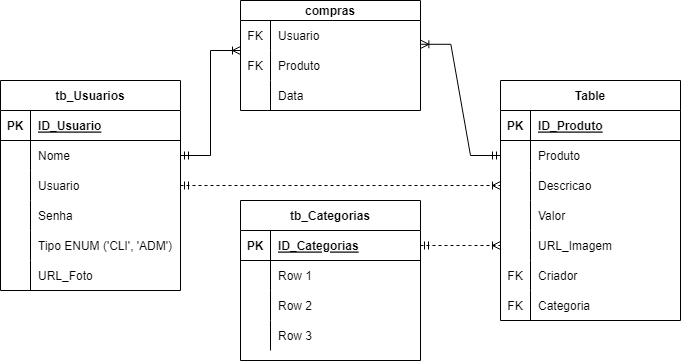 compras
FK Usuario
FK Produto
Data
tb_Usuarios
PK ID_Usuario
Nome
Usuario
Senha
Tipo ENUM ('CLI', 'ADM')
URL_Foto
tb_Categorias
PK ID_Categorias
Row 1
Row 2
Row 3
Table
PK ID_Produto
Produto
Descricao
Valor
URL_Imagem
FK Criador
FK Categoria